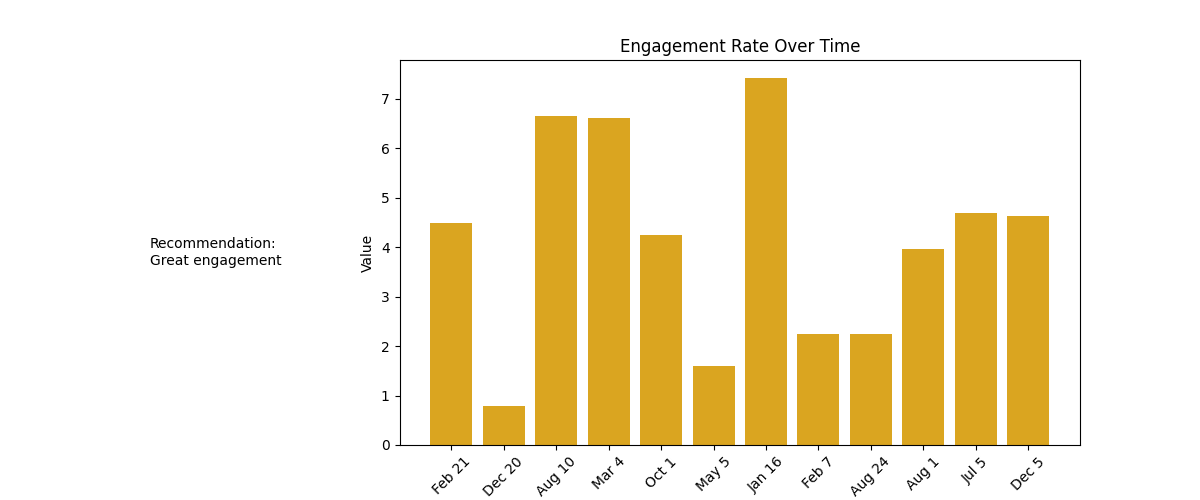 Engagement Rate Over Time
Recommendation:
Great engagement
Value
7
6
5
4
3
2
1
0
Feb 21
Dec 20
Aug 10
Mar 4
Oct 1
May 5
Jan 16
Feb 7
Aug 24
Aug 1
Jul 5
Dec 5